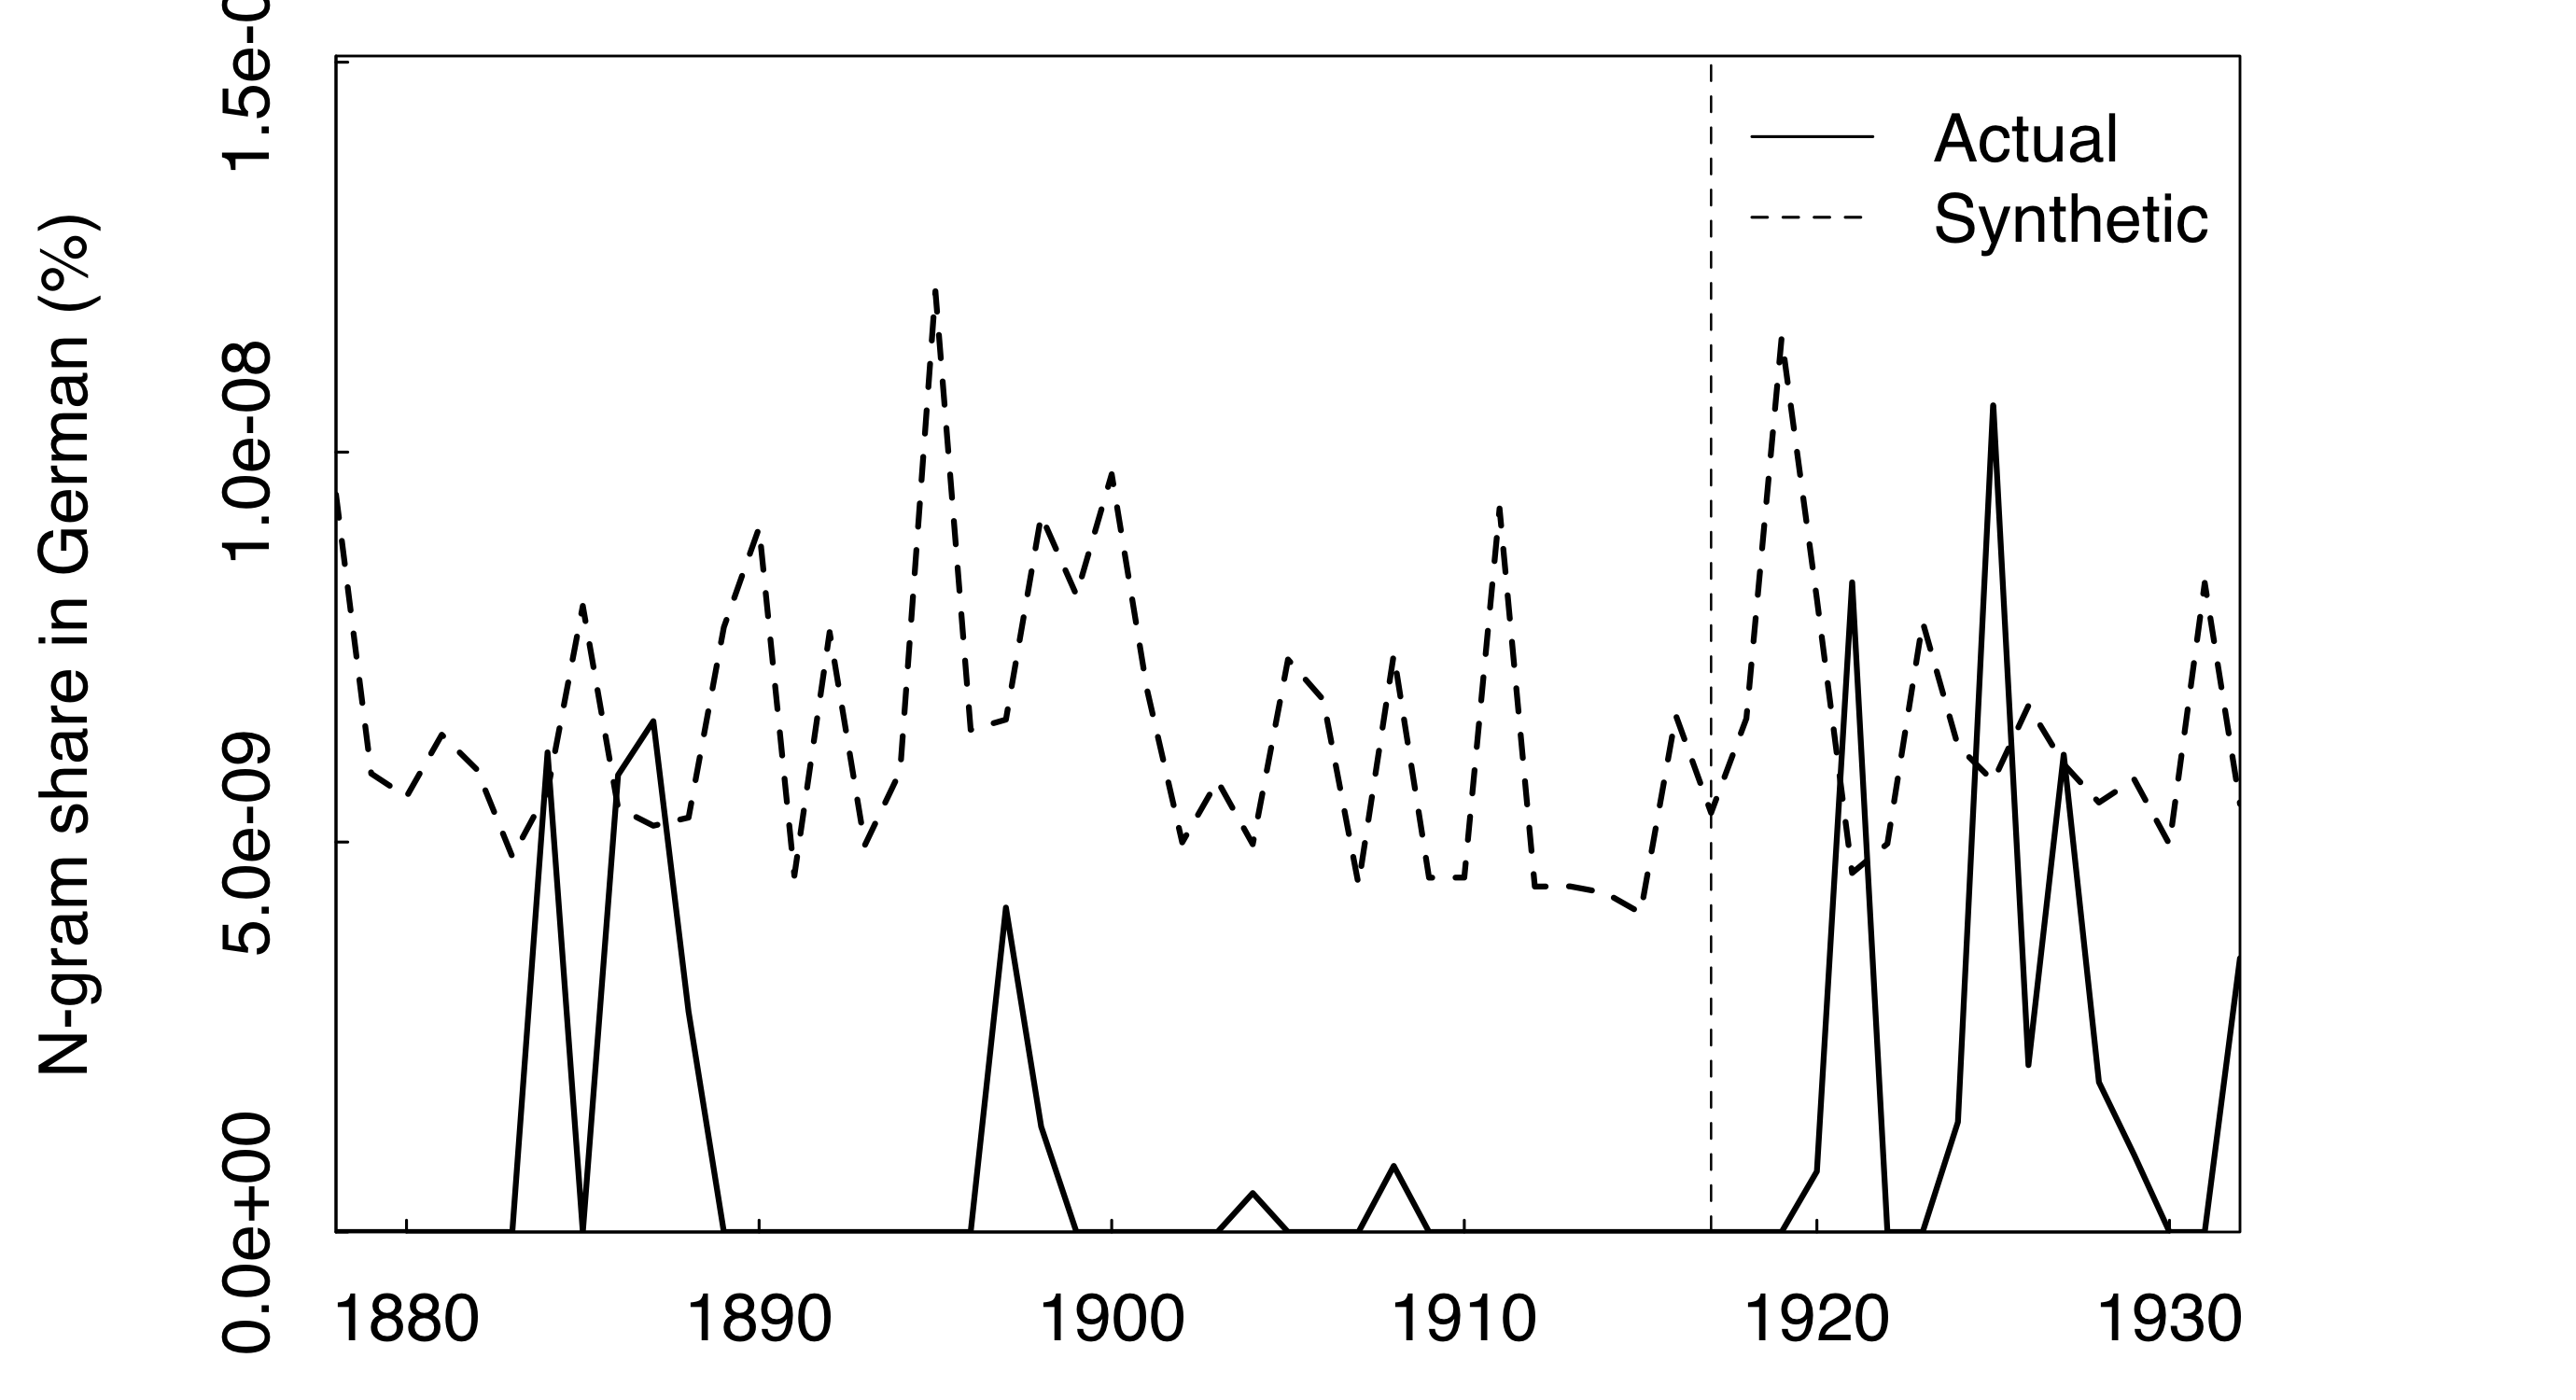 N-gram share in German (%)
1.5e-0
1.0e-08
5.0e-09
0.0e+00
Actual
Synthetic
1880 1890 1900 1910 1920 1930